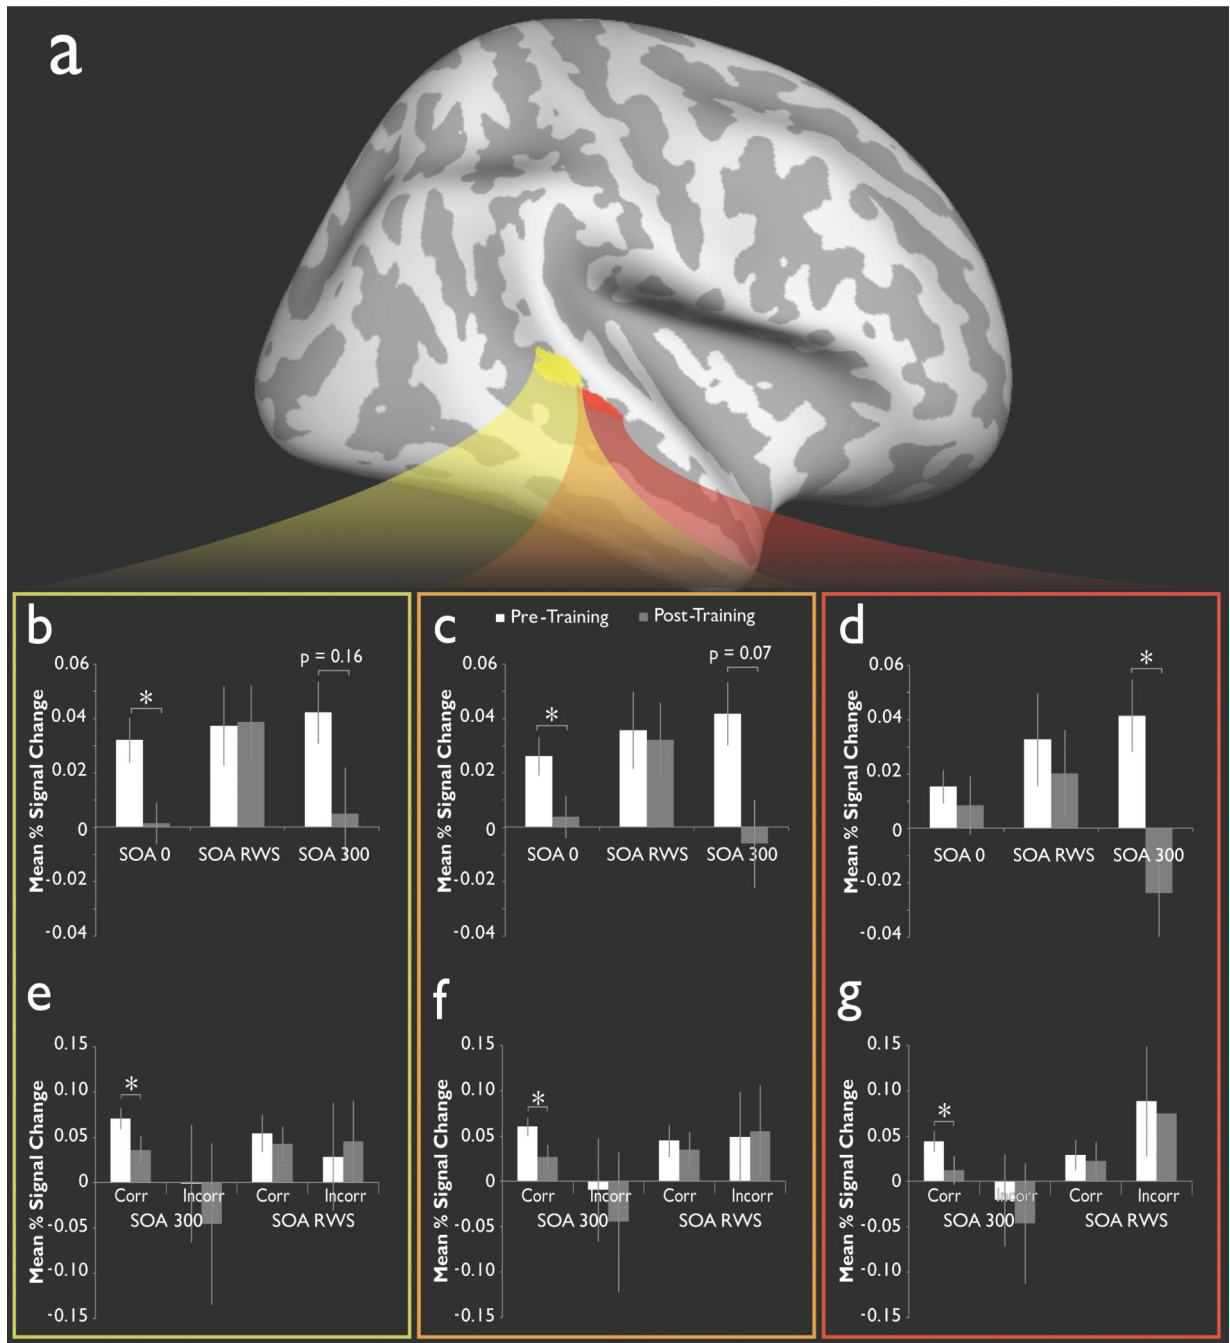 a
b
p = 0.16
*
0.06
0.04
0.02
0
-0.02
-0.04
Mean % Signal Change
SOA 0 SOA RWS SOA 300
c
Pre-Training Post-Training
p = 0.07
*
0.06
0.04
0.02
0
-0.02
-0.04
Mean % Signal Change
SOA 0 SOA RWS SOA 300
d
*
0.06
0.04
0.02
0
-0.02
-0.04
Mean % Signal Change
SOA 0 SOA RWS SOA 300
e
*
0.15
0.10
0.05
0
-0.05
-0.10
-0.15
Mean % Signal Change
Corr Incorr Corr Incorr
SOA 300 SOA RWS
f
*
0.15
0.10
0.05
0
-0.05
-0.10
-0.15
Mean % Signal Change
Corr Incorr Corr Incorr
SOA 300 SOA RWS
g
*
0.15
0.10
0.05
0
-0.05
-0.10
-0.15
Mean % Signal Change
Corr Incorr Corr Incorr
SOA 300 SOA RWS